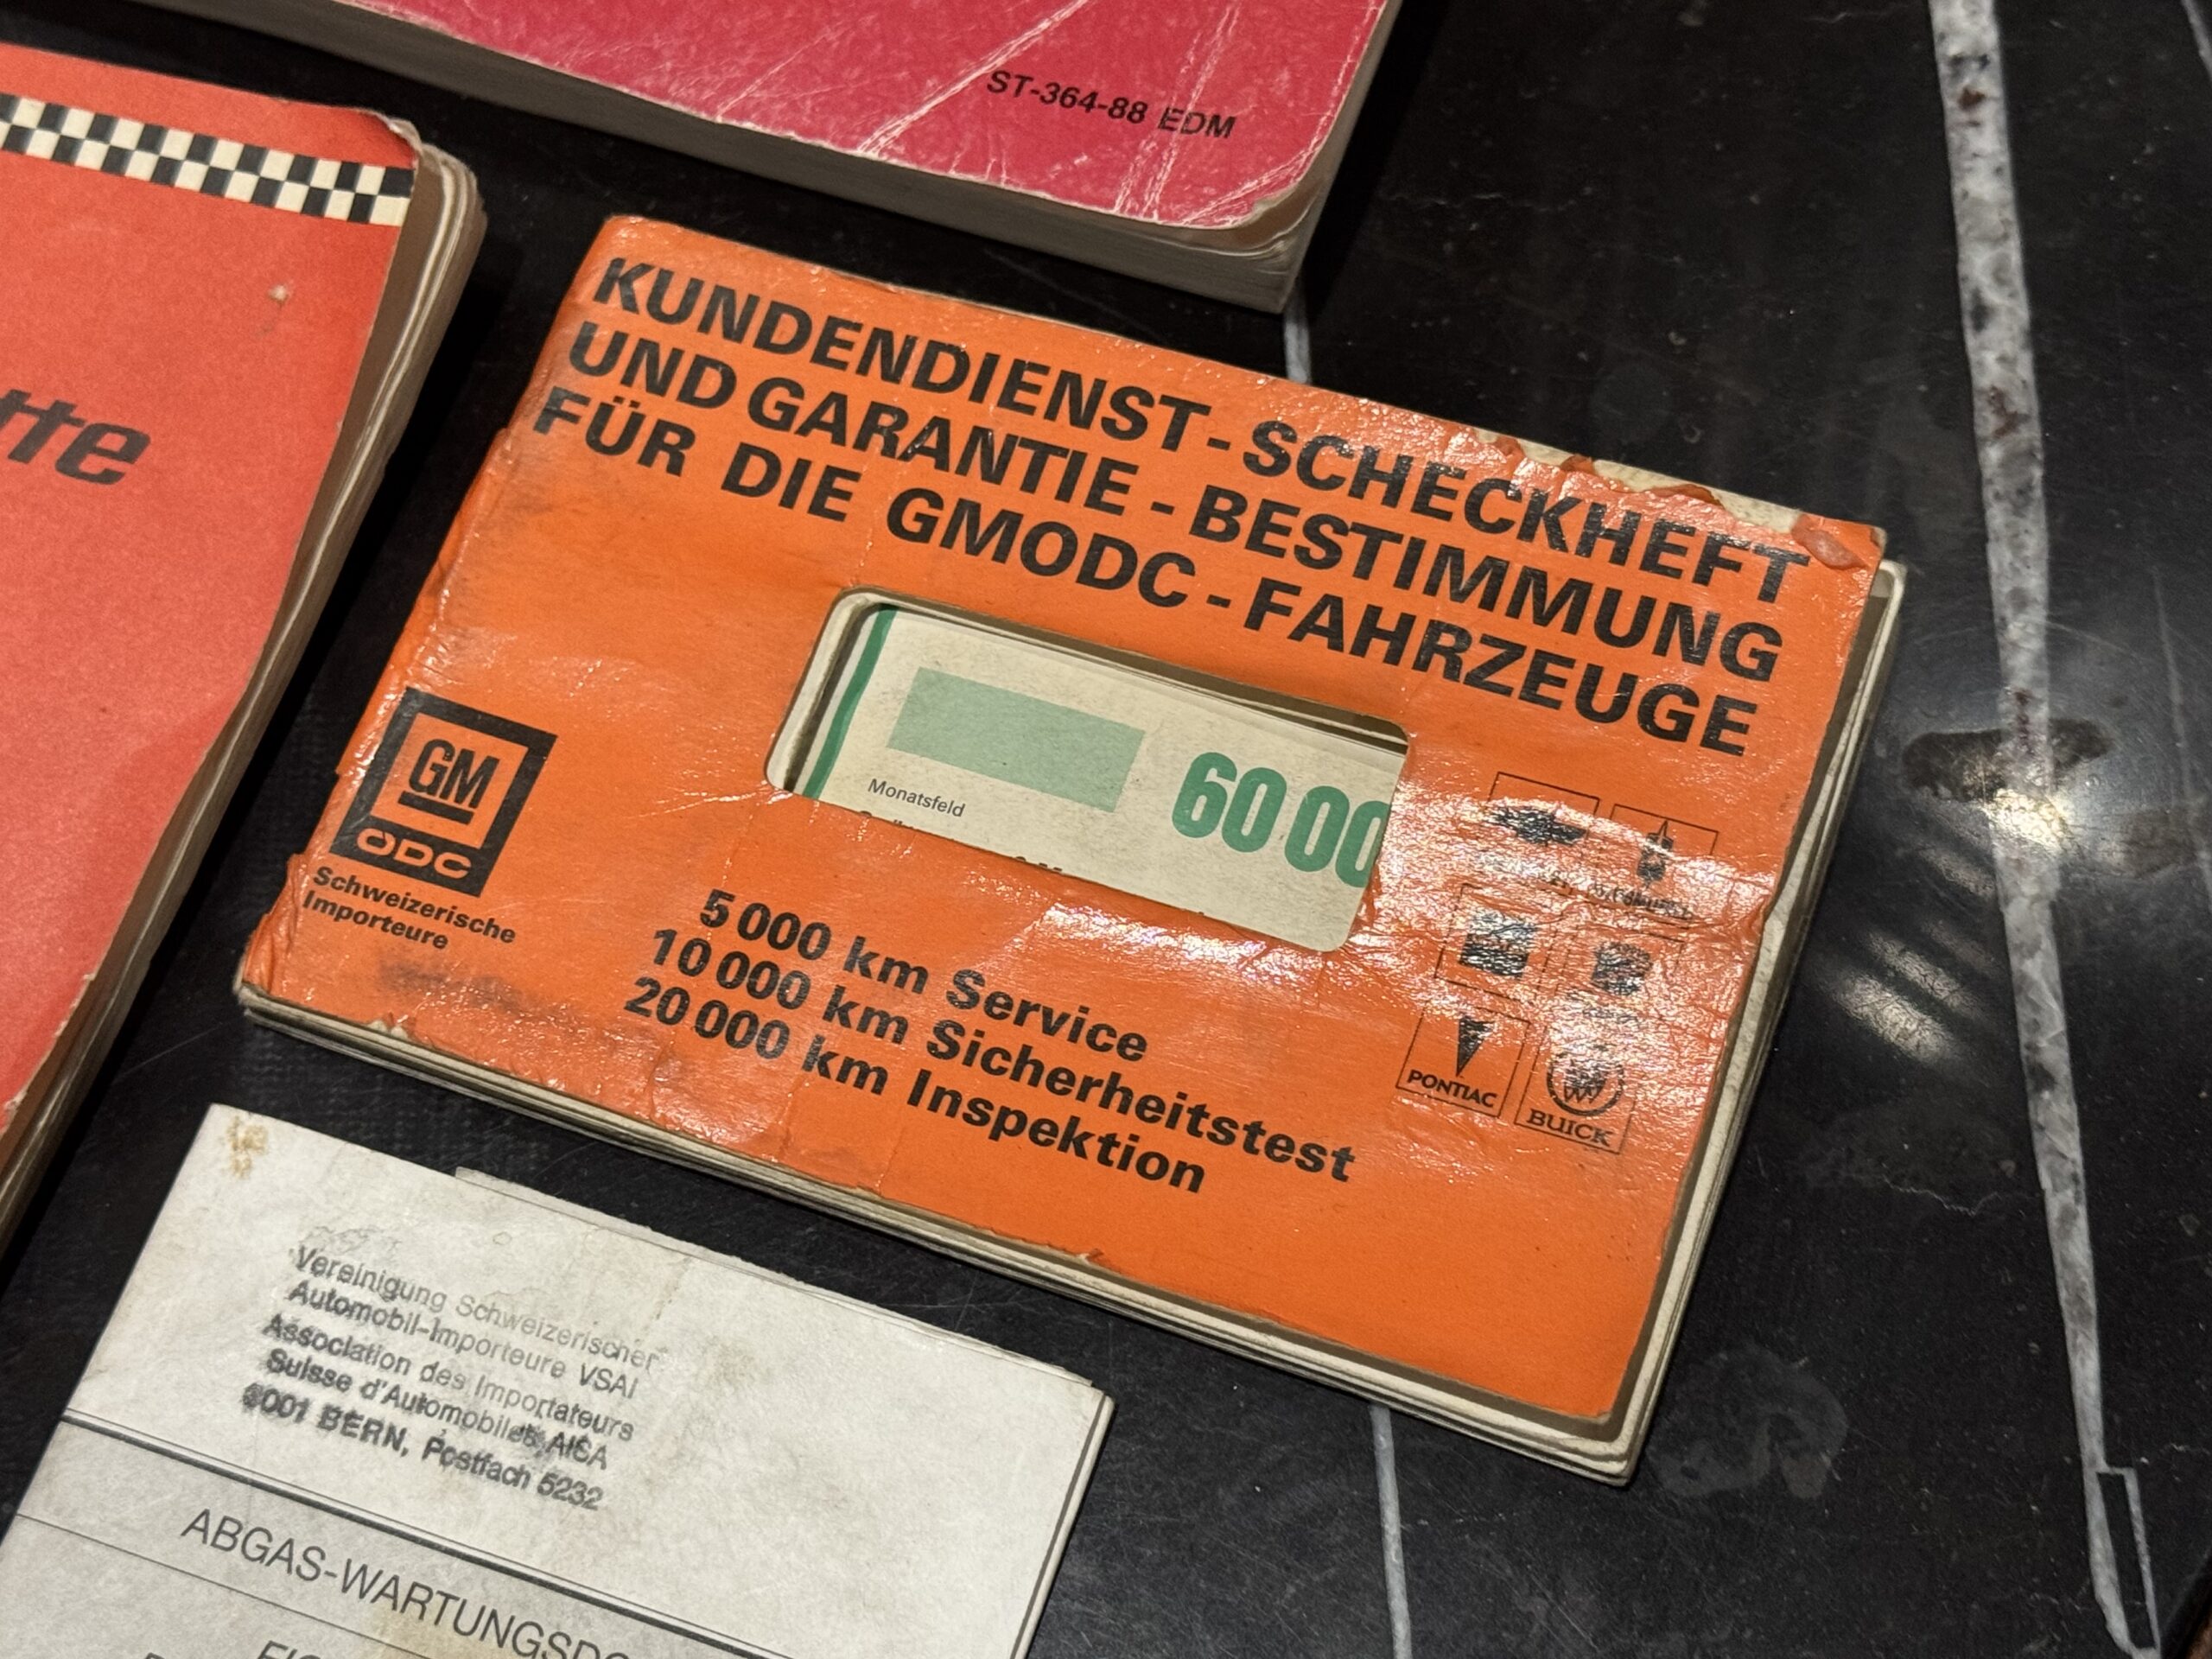 ST-364-88 EDM
tte
KUNDENDIENST-SCHECKHEFT
UND GARANTIE-BESTIMMUNG
FÜR DIE GMODC-FAHRZEUGE
Monatsfeld
60 00
GM
ODC
Schweizerische
Importeure
5 000 km Service
10 000 km Sicherheitstest
20 000 km Inspektion
PONTIAC
BUICK
Vereinigung Schweizerischer
Automobil-Importeure VSAI
Association des Importateurs
Suisse d'Automobiles AISA
BERN, Postfach 5232
ABGAS-WARTUNGSDO